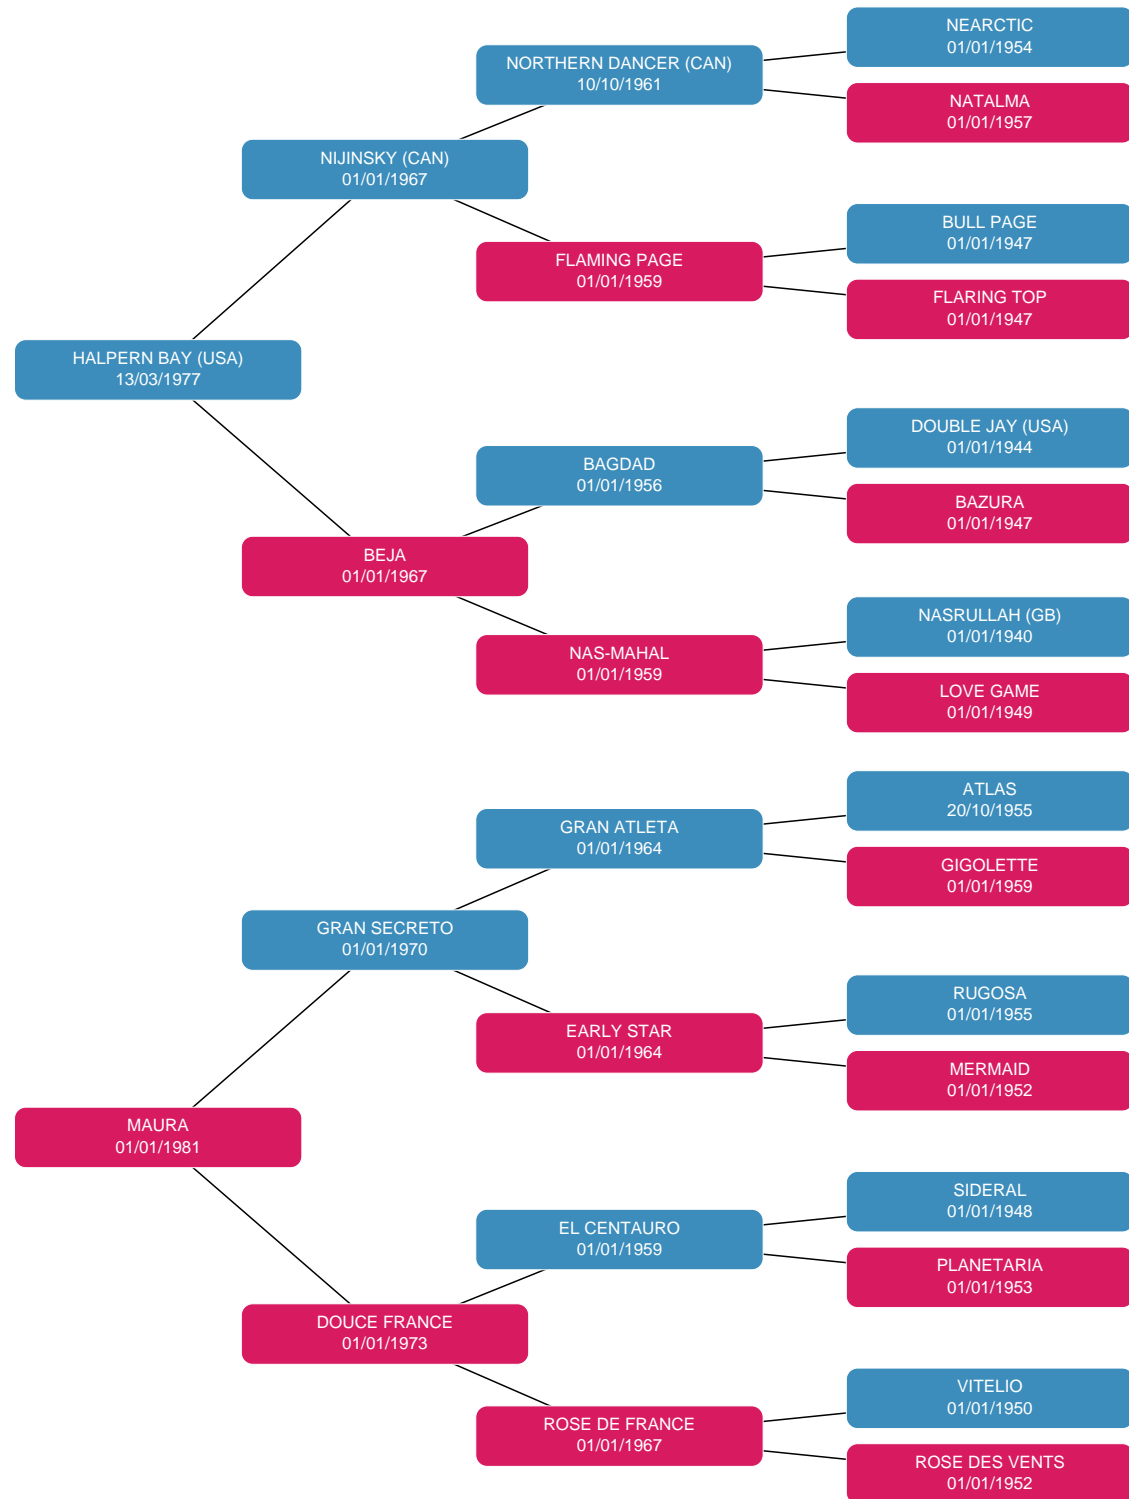 NEARCTIC
01/01/1954
NORTHERN DANCER (CAN)
10/10/1961
NATALMA
01/01/1957
NIJINSKY (CAN)
01/01/1967
BULL PAGE
01/01/1947
FLAMING PAGE
01/01/1959
FLARING TOP
01/01/1947
HALPERN BAY (USA)
13/03/1977
DOUBLE JAY (USA)
01/01/1944
BAGDAD
01/01/1956
BAZURA
01/01/1947
BEJA
01/01/1967
NASRULLAH (GB)
01/01/1940
NAS-MAHAL
01/01/1959
LOVE GAME
01/01/1949
ATLAS
20/10/1955
GRAN ATLETA
01/01/1964
GIGOLETTE
01/01/1959
GRAN SECRETO
01/01/1970
RUGOSA
01/01/1955
EARLY STAR
01/01/1964
MERMAID
01/01/1952
MAURA
01/01/1981
SIDERAL
01/01/1948
EL CENTAURO
01/01/1959
PLANETARIA
01/01/1953
DOUCE FRANCE
01/01/1973
VITELIO
01/01/1950
ROSE DE FRANCE
01/01/1967
ROSE DES VENTS
01/01/1952